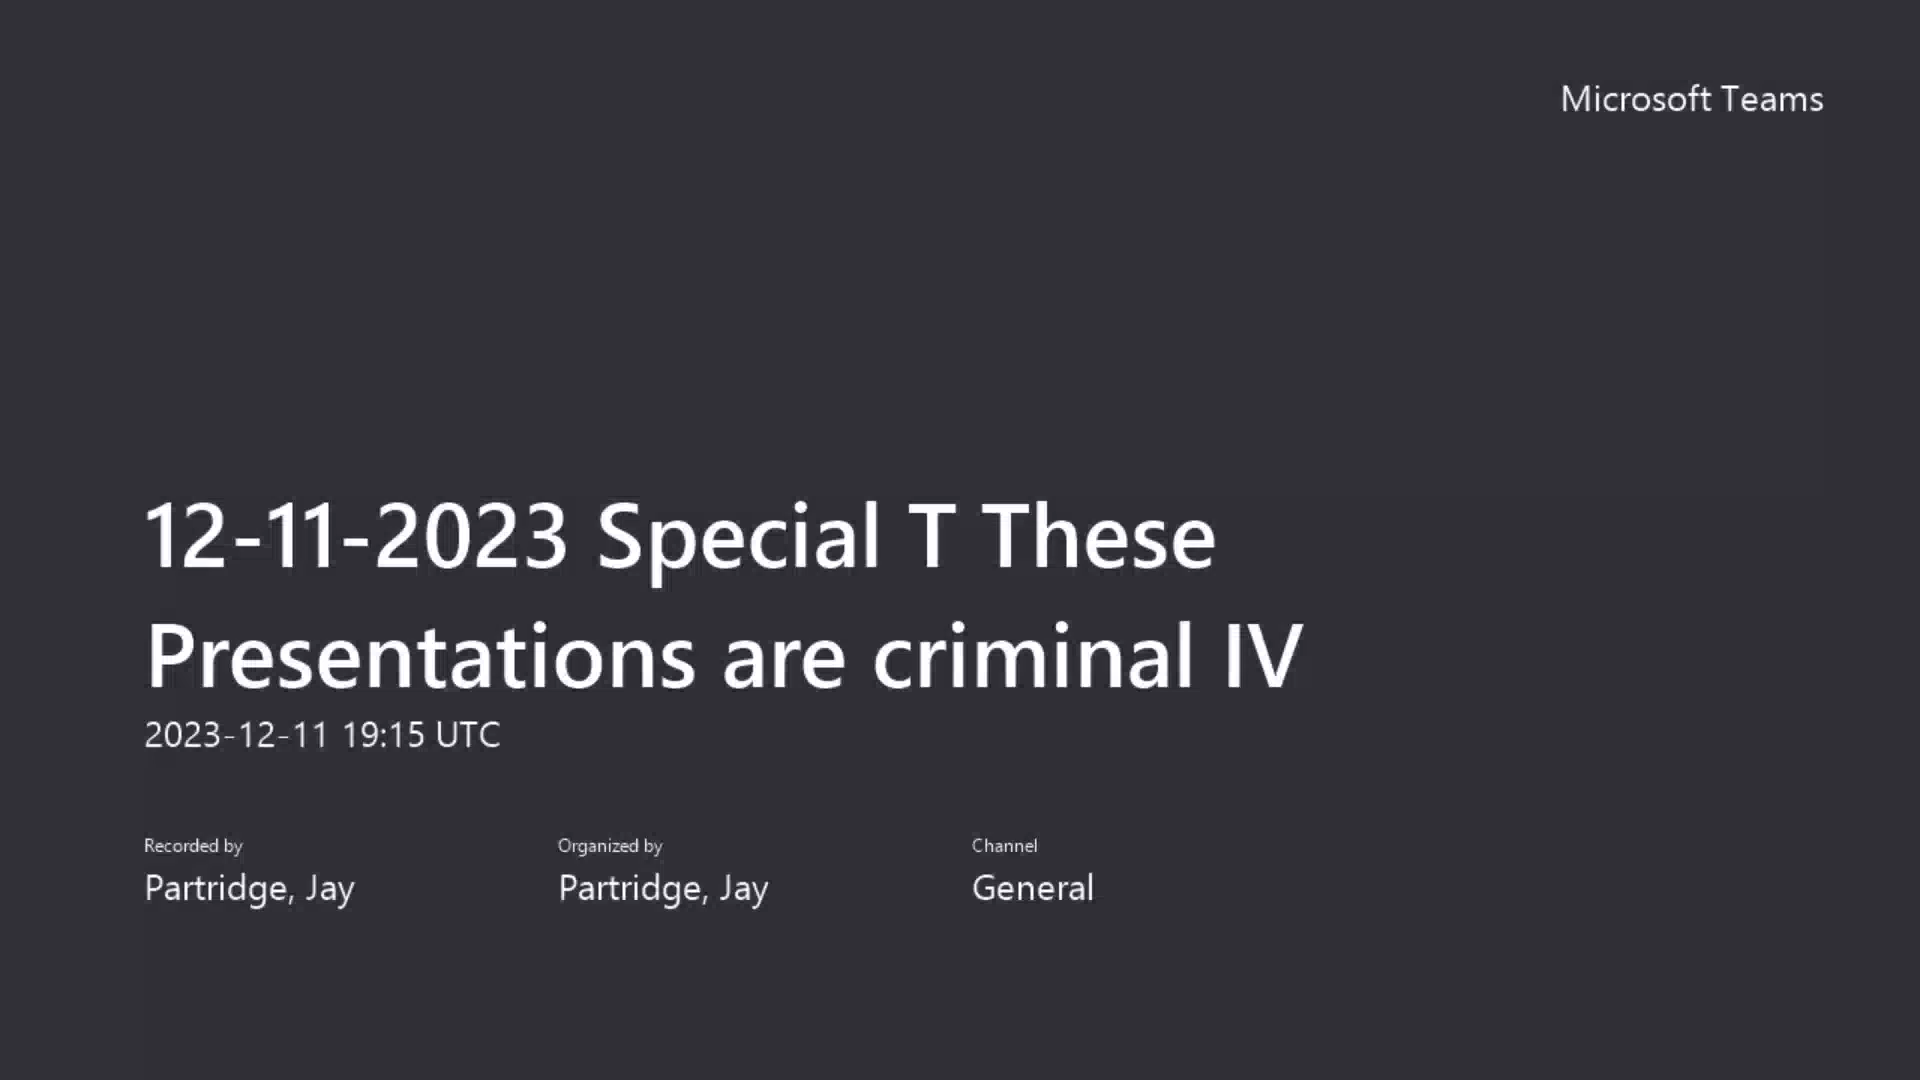 Microsoft Teams
12-11-2023 Special T These
Presentations are criminal IV
2023-12-11 19:15 UTC
Recorded by
Organized by
Channel
Partridge, Jay
Partridge, Jay
General